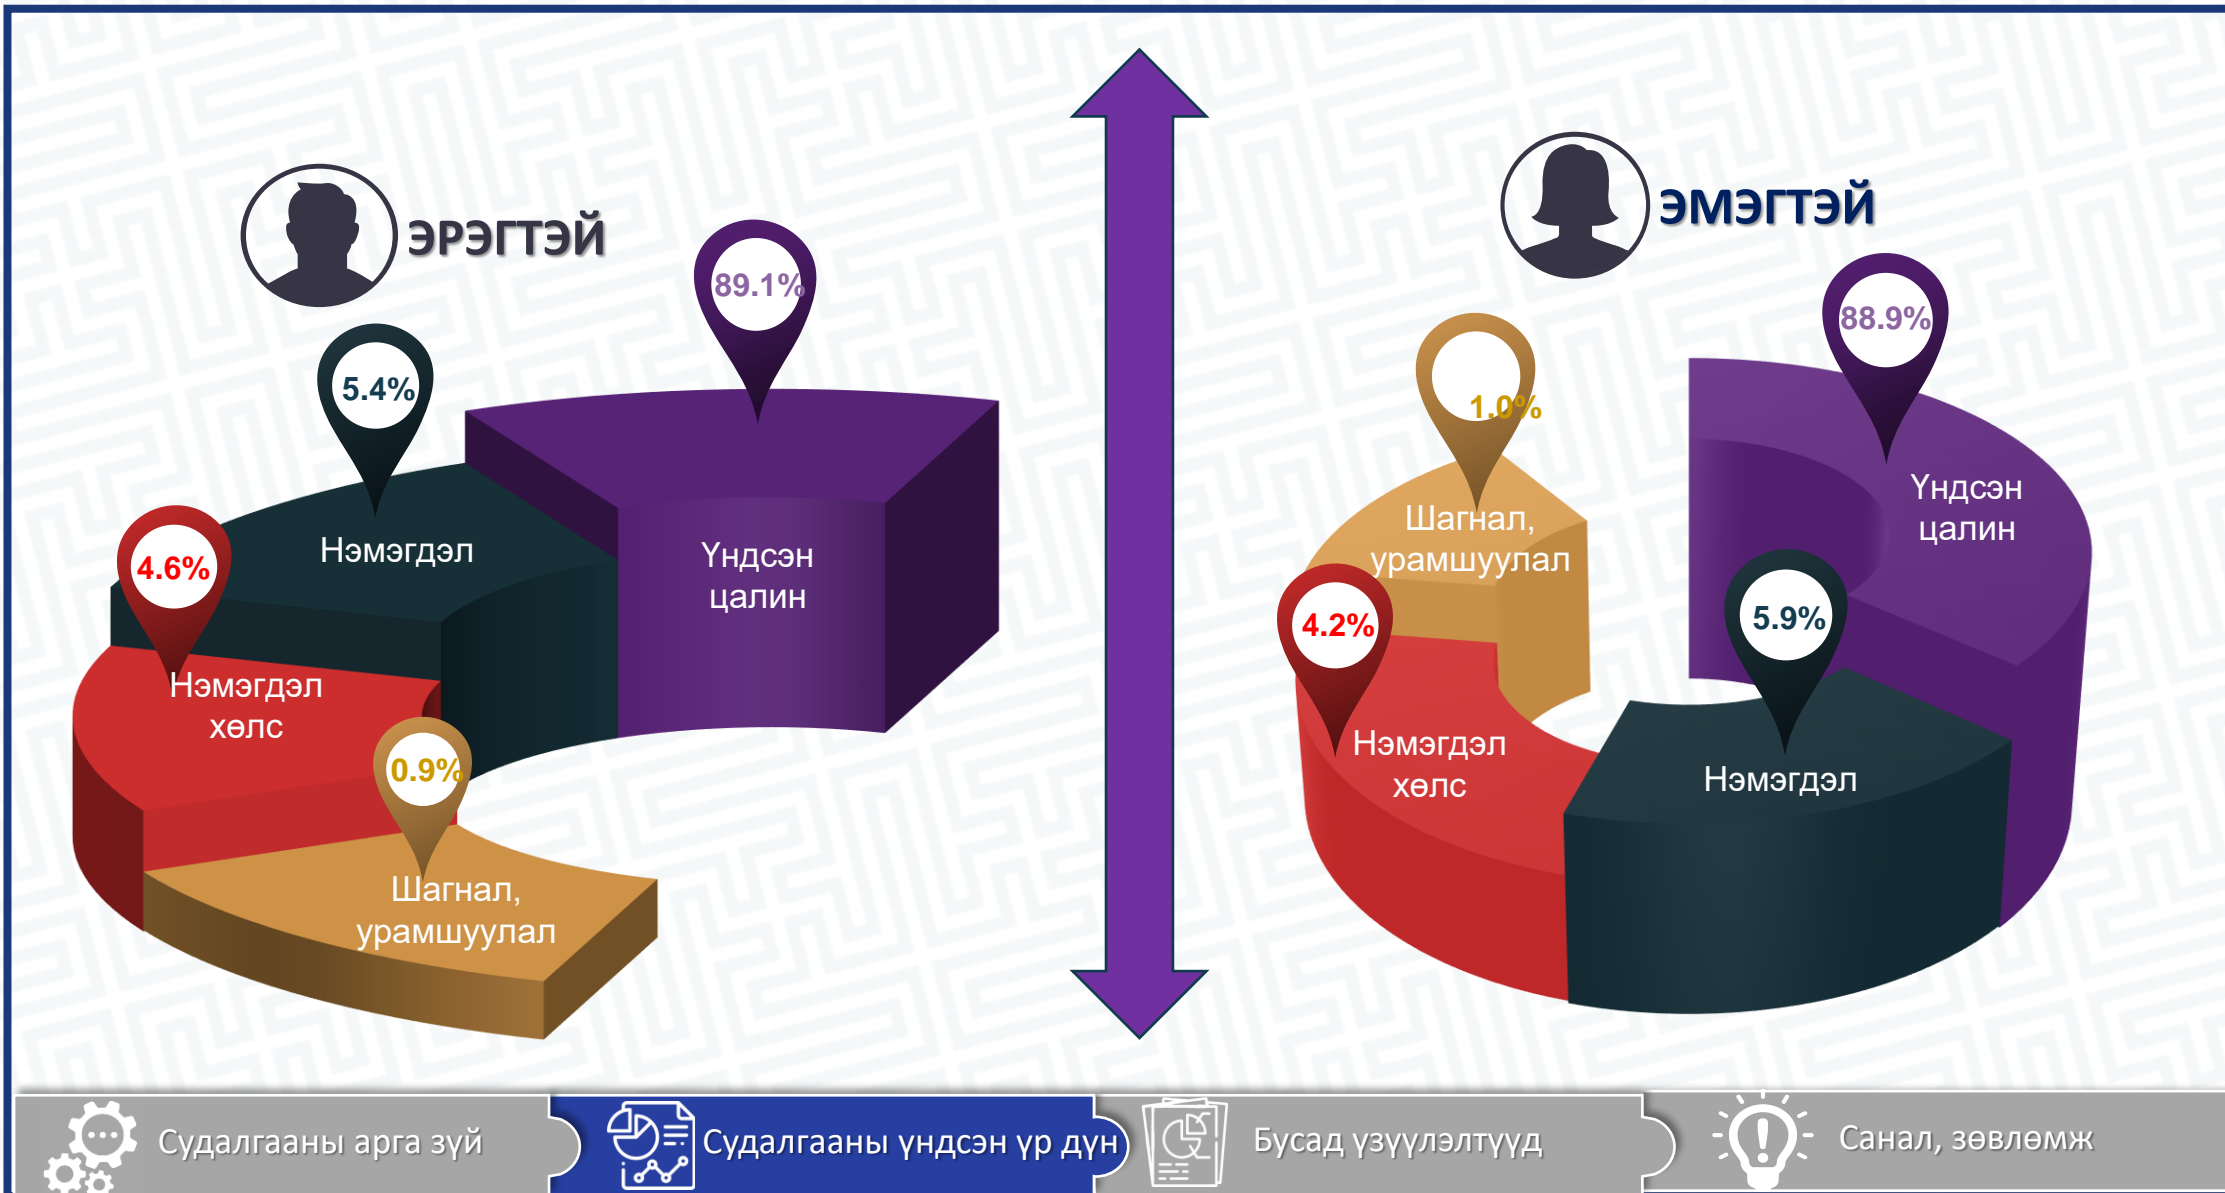 ЭРЭГТЭЙ
89.1%
5.4%
4.6%
0.9%
Үндсэн
цалин
Нэмэгдэл
Нэмэгдэл
хөлс
Шагнал,
урамшуулал
ЭМЭГТЭЙ
88.9%
1.0%
4.2%
5.9%
Үндсэн
цалин
Шагнал,
урамшуулал
Нэмэгдэл
хөлс
Нэмэгдэл
Судалгааны арга зүй
Судалгааны үндсэн үр дүн
Бусад үзүүлэлтүүд
Санал, зөвлөмж